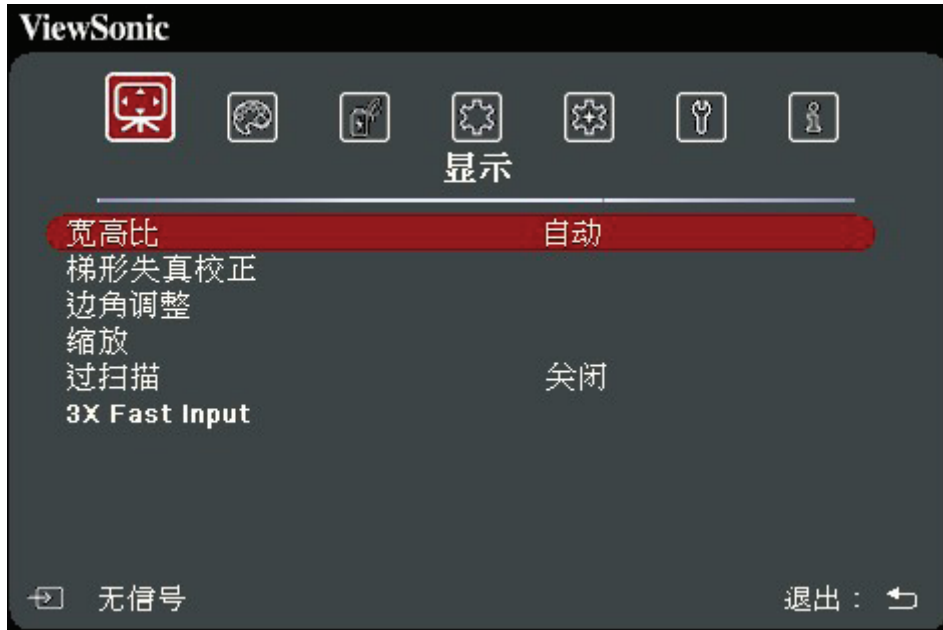 ViewSonic
显示
宽高比 自动
梯形失真校正
边角调整
缩放
过扫描 关闭
3X Fast Input
无信号 退出：